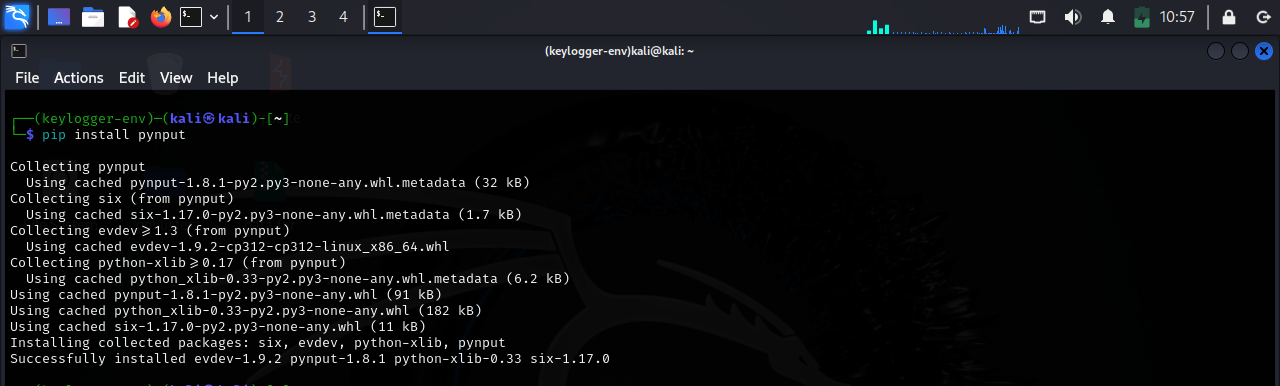 1 2 3 4 10:57
(keylogger-env)kali@kali: ~
File Actions Edit View Help
┌──(keylogger-env)─(kali㉿kali)-[~]
└─$ pip install pynput
Collecting pynput
  Using cached pynput-1.8.1-py2.py3-none-any.whl.metadata (32 kB)
Collecting six (from pynput)
  Using cached six-1.17.0-py2.py3-none-any.whl.metadata (1.7 kB)
Collecting evdev≥1.3 (from pynput)
  Using cached evdev-1.9.2-cp312-cp312-linux_x86_64.whl
Collecting python-xlib≥0.17 (from pynput)
  Using cached python_xlib-0.33-py2.py3-none-any.whl.metadata (6.2 kB)
Using cached pynput-1.8.1-py2.py3-none-any.whl (91 kB)
Using cached python_xlib-0.33-py2.py3-none-any.whl (182 kB)
Using cached six-1.17.0-py2.py3-none-any.whl (11 kB)
Installing collected packages: six, evdev, python-xlib, pynput
Successfully installed evdev-1.9.2 pynput-1.8.1 python-xlib-0.33 six-1.17.0